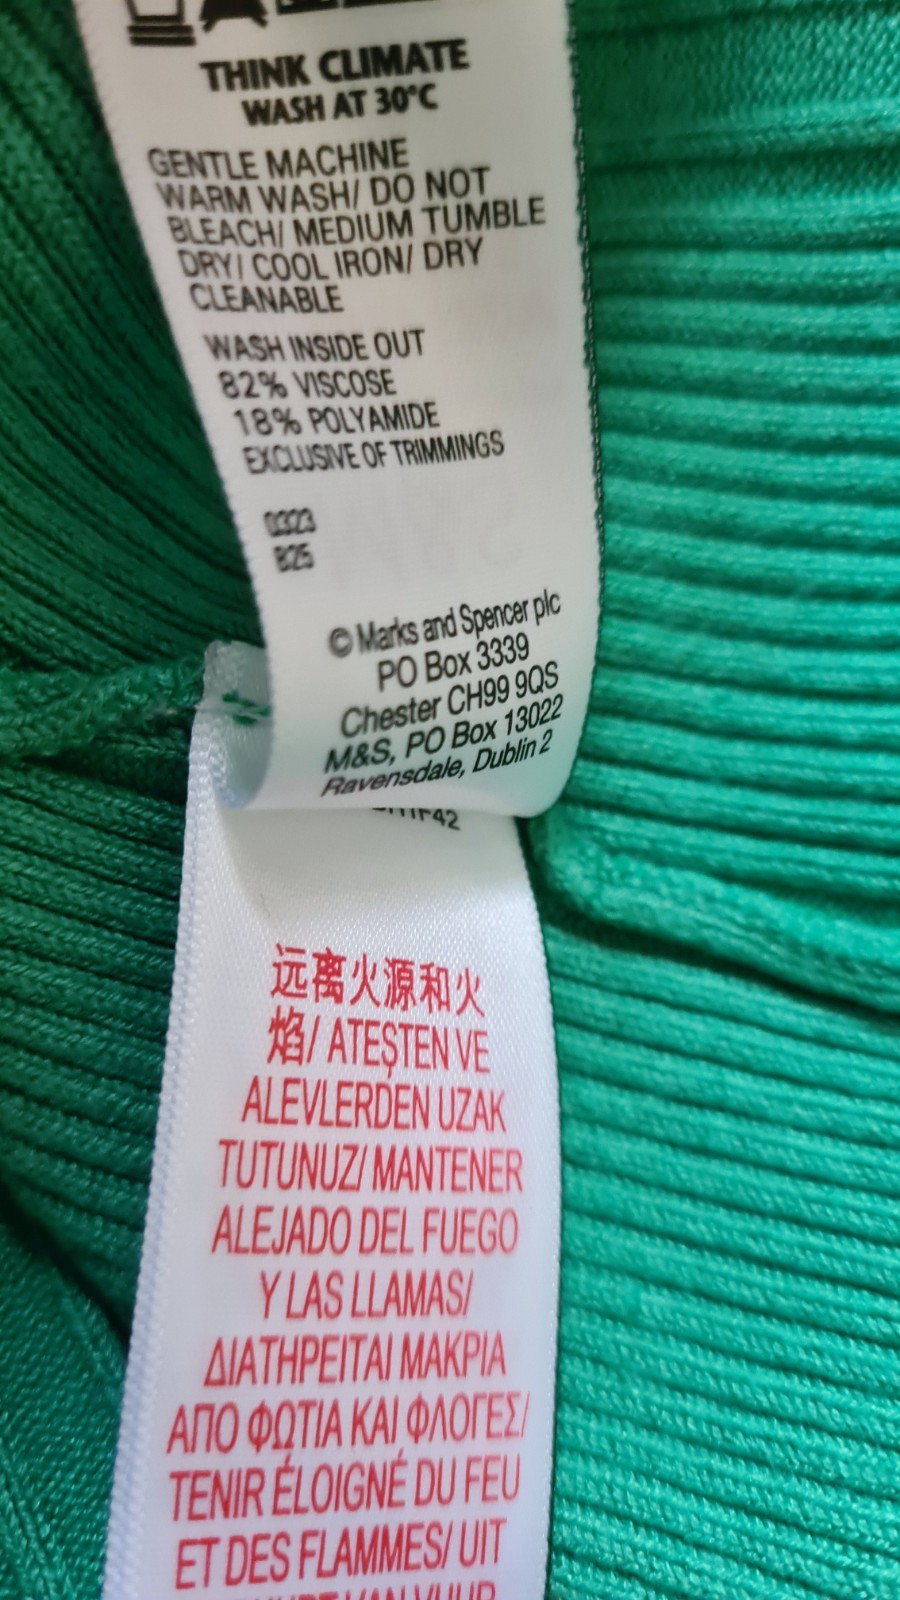 THINK CLIMATE
WASH AT 30°C
GENTLE MACHINE
WARM WASH/ DO NOT
BLEACH/ MEDIUM TUMBLE
DRY/ COOL IRON/ DRY
CLEANABLE
WASH INSIDE OUT
82% VISCOSE
18% POLYAMIDE
EXCLUSIVE OF TRIMMINGS
0323
B25
© Marks and Spencer plc
PO Box 3339
Chester CH99 9QS
M&S, PO Box 13022
Ravensdale, Dublin 2
远离火源和火
焰/ ATEŞTEN VE
ALEVLERDEN UZAK
TUTUNUZ/ MANTENER
ALEJADO DEL FUEGO
Y LAS LLAMAS/
ΔΙΑΤΗΡΕΙΤΑΙ ΜΑΚΡΙΑ
ΑΠΟ ΦΩΤΙΑ ΚΑΙ ΦΛΟΓΕΣ/
TENIR ÉLOIGNÉ DU FEU
ET DES FLAMMES/ UIT